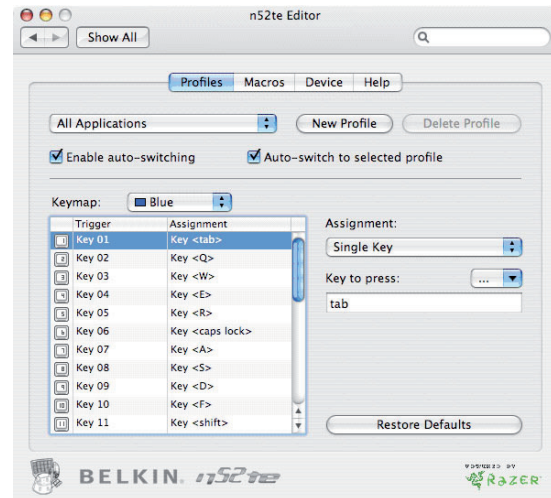 n52te Editor
Show All
Profiles Macros Device Help
All Applications New Profile Delete Profile
Enable auto-switching Auto-switch to selected profile
Keymap: Blue
Trigger Assignment
Key 01 Key <tab>
Key 02 Key <Q>
Key 03 Key <W>
Key 04 Key <E>
Key 05 Key <R>
Key 06 Key <caps lock>
Key 07 Key <A>
Key 08 Key <S>
Key 09 Key <D>
Key 10 Key <F>
Key 11 Key <shift>
Assignment:
Single Key
Key to press: ...
tab
Restore Defaults
BELKIN. n52te
POWERED BY
RAZER